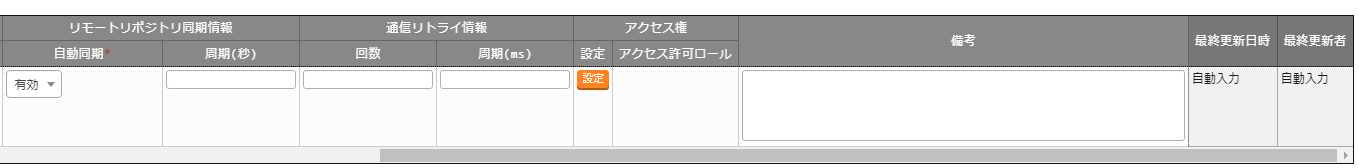 リモートリポジトリ同期情報 通信リトライ情報 アクセス権 備考 最終更新日時 最終更新者
自動同期* 周期(秒) 回数 周期(ms) 設定 アクセス許可ロール
有効 設定 自動入力 自動入力